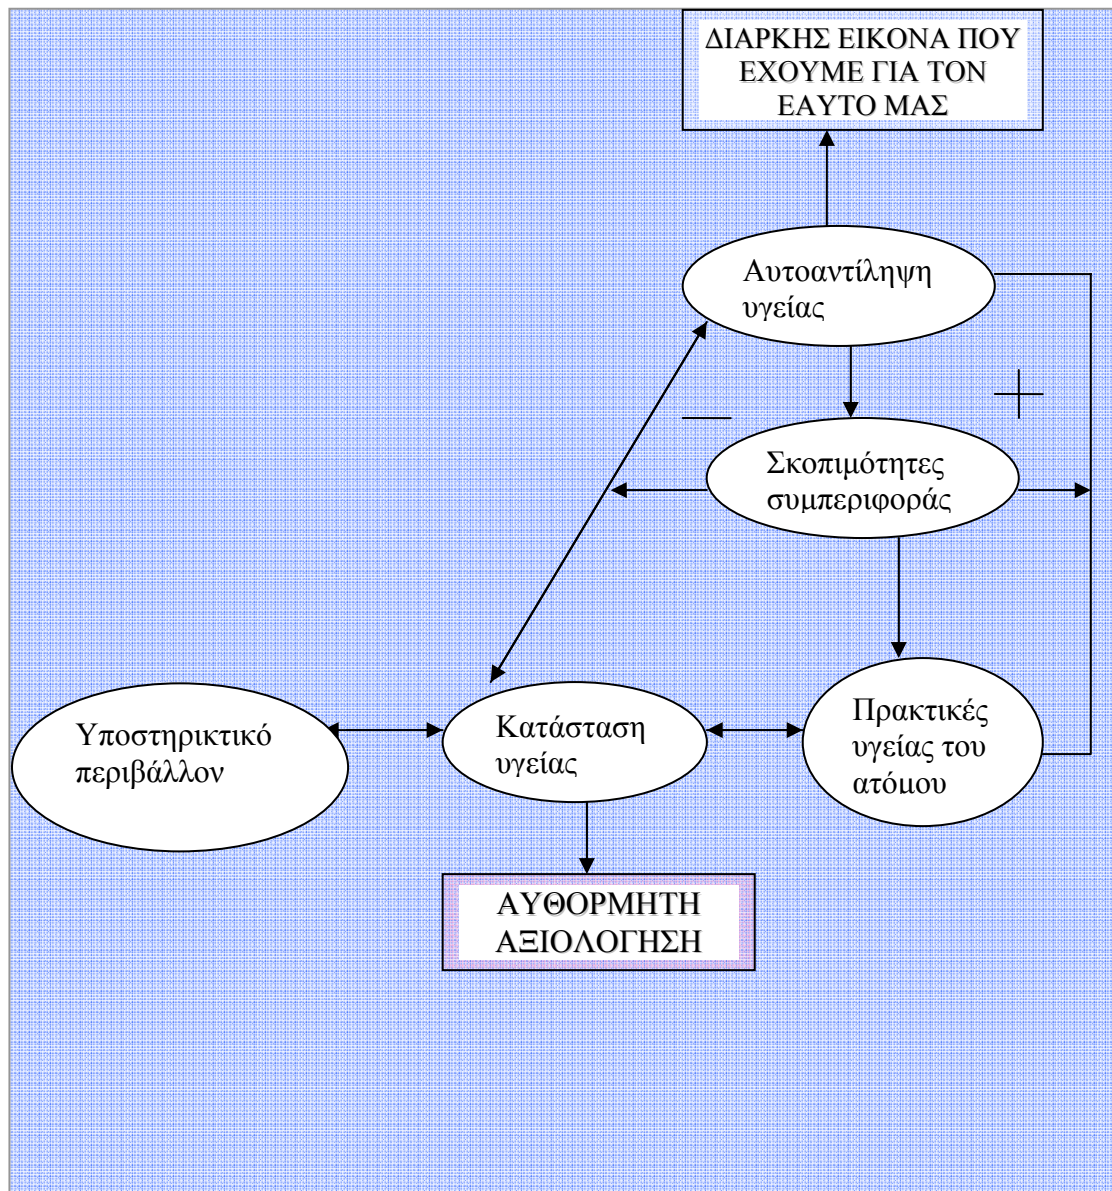 ΔΙΑΡΚΗΣ ΕΙΚΟΝΑ ΠΟΥ
ΕΧΟΥΜΕ ΓΙΑ ΤΟΝ
ΕΑΥΤΟ ΜΑΣ
Αυτοαντίληψη
υγείας
+
—
Σκοπιμότητες
συμπεριφοράς
Υποστηρικτικό
περιβάλλον
Κατάσταση
υγείας
Πρακτικές
υγείας του
ατόμου
ΑΥΘΟΡΜΗΤΗ
ΑΞΙΟΛΟΓΗΣΗ